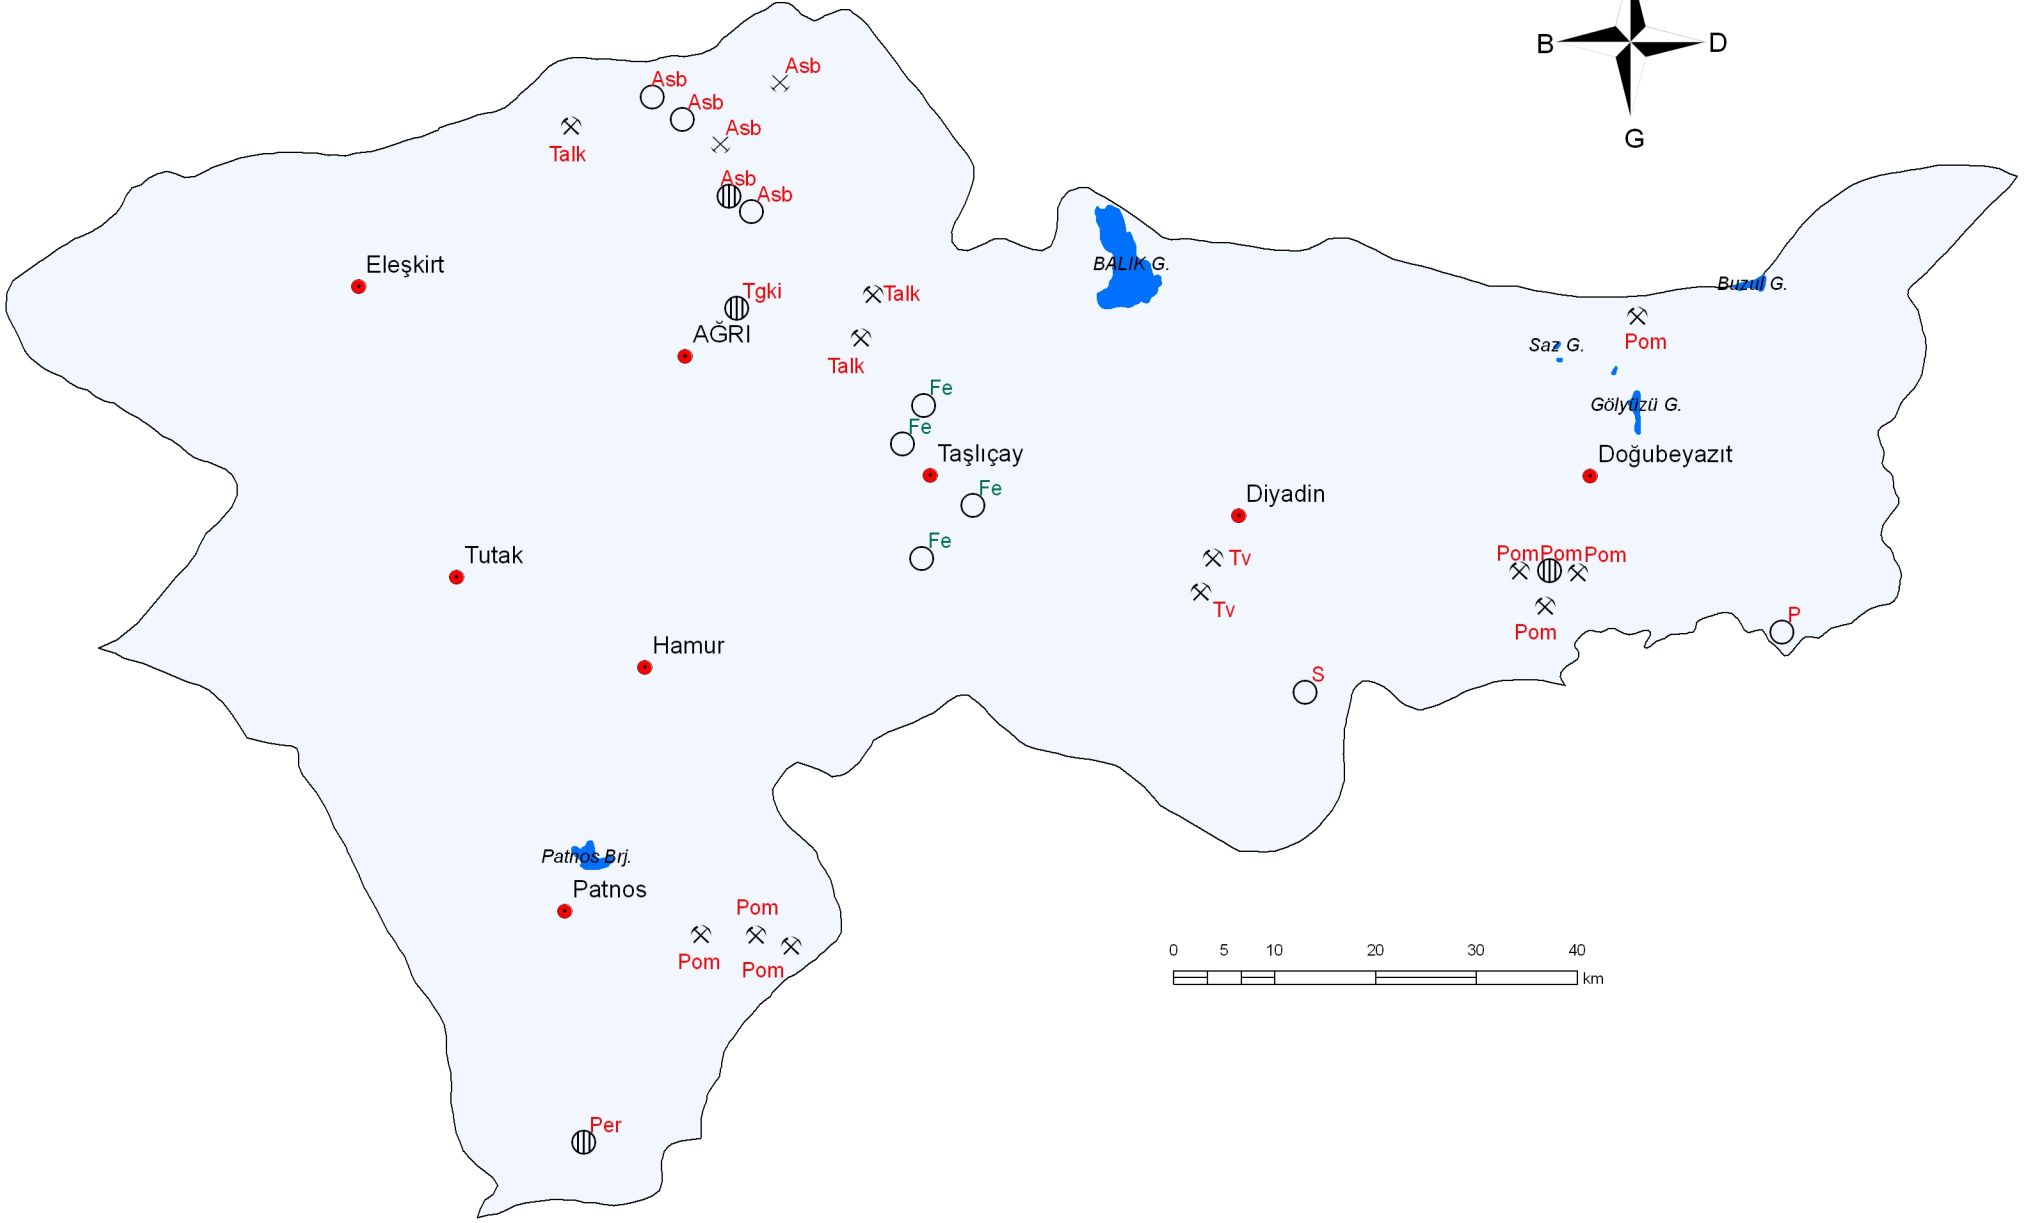 B
D
G
Asb
Asb
Asb
Asb
Talk
Asb
Asb
Eleşkirt
BALIK G.
Buzul G.
Tgki
Talk
AĞRI
Talk
Saz G.
Pom
Fe
Gölyüzü G.
Fe
Taşlıçay
Doğubeyazıt
Fe
Diyadin
Fe
Tutak
Tv
PomPomPom
Tv
P
Pom
Hamur
S
Patnos Brj.
Patnos
Pom
Pom
Pom
0 5 10 20 30 40
km
Per